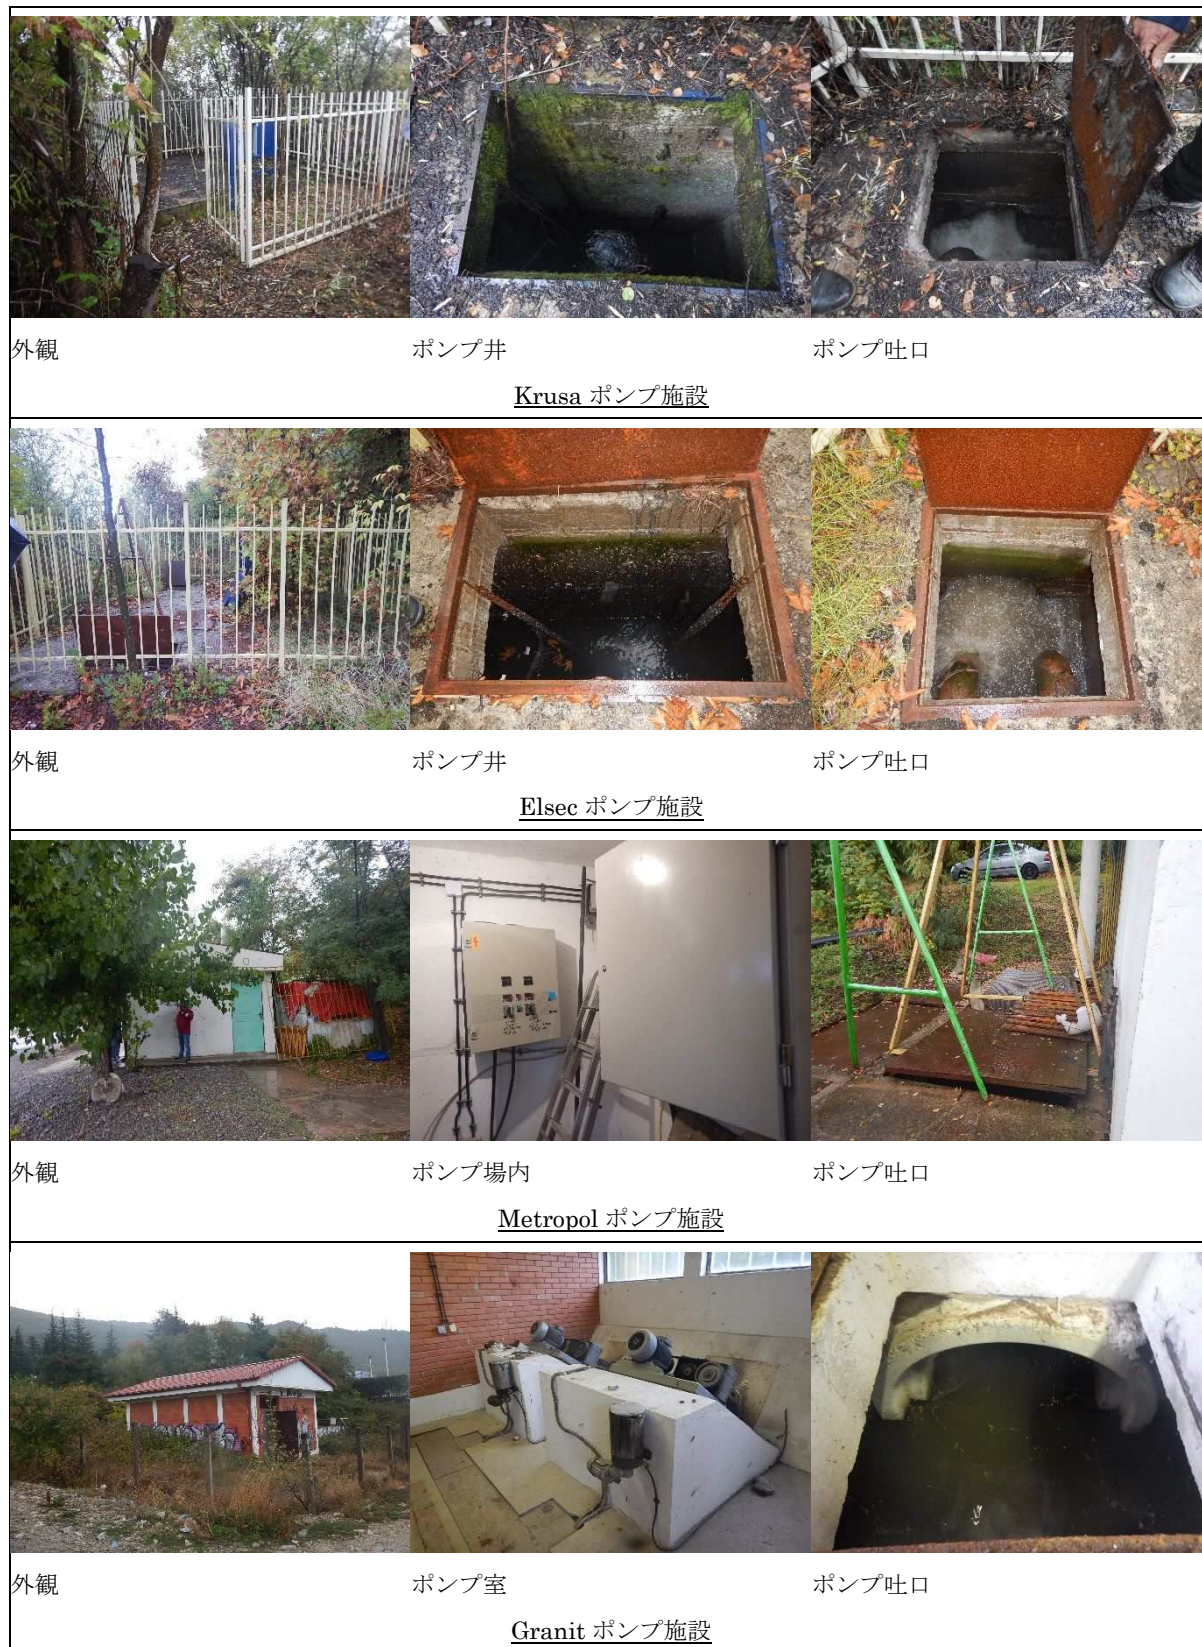 外観
ポンプ井
ポンプ吐口
Krusa ポンプ施設
外観
ポンプ井
ポンプ吐口
Elsec ポンプ施設
外観
ポンプ場内
ポンプ吐口
Metropol ポンプ施設
外観
ポンプ室
ポンプ吐口
Granit ポンプ施設